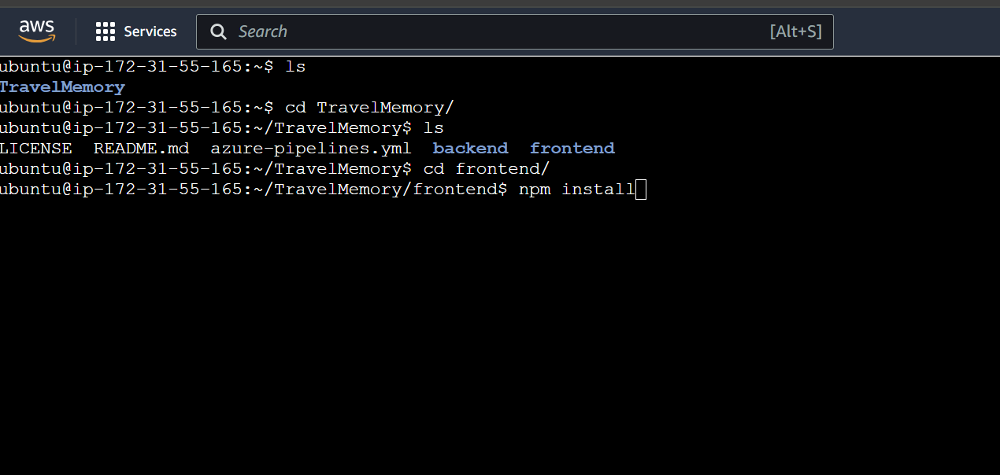 aws Services Search [Alt+S]
ubuntu@ip-172-31-55-165:~$ ls
TravelMemory
ubuntu@ip-172-31-55-165:~$ cd TravelMemory/
ubuntu@ip-172-31-55-165:~/TravelMemory$ ls
LICENSE  README.md  azure-pipelines.yml  backend  frontend
ubuntu@ip-172-31-55-165:~/TravelMemory$ cd frontend/
ubuntu@ip-172-31-55-165:~/TravelMemory/frontend$ npm install